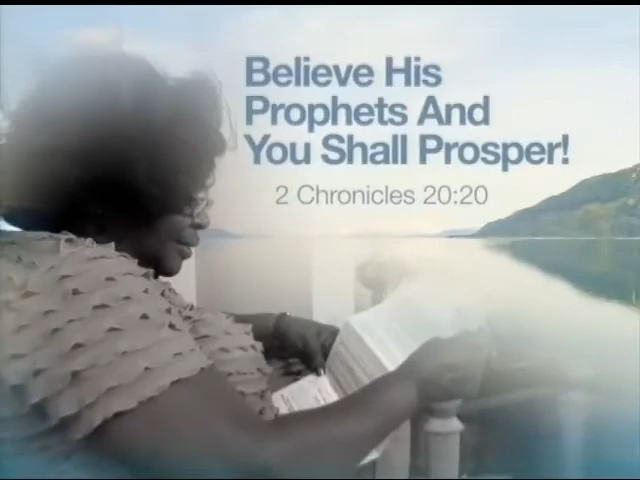 Believe His
Prophets And
You Shall Prosper!
2 Chronicles 20:20